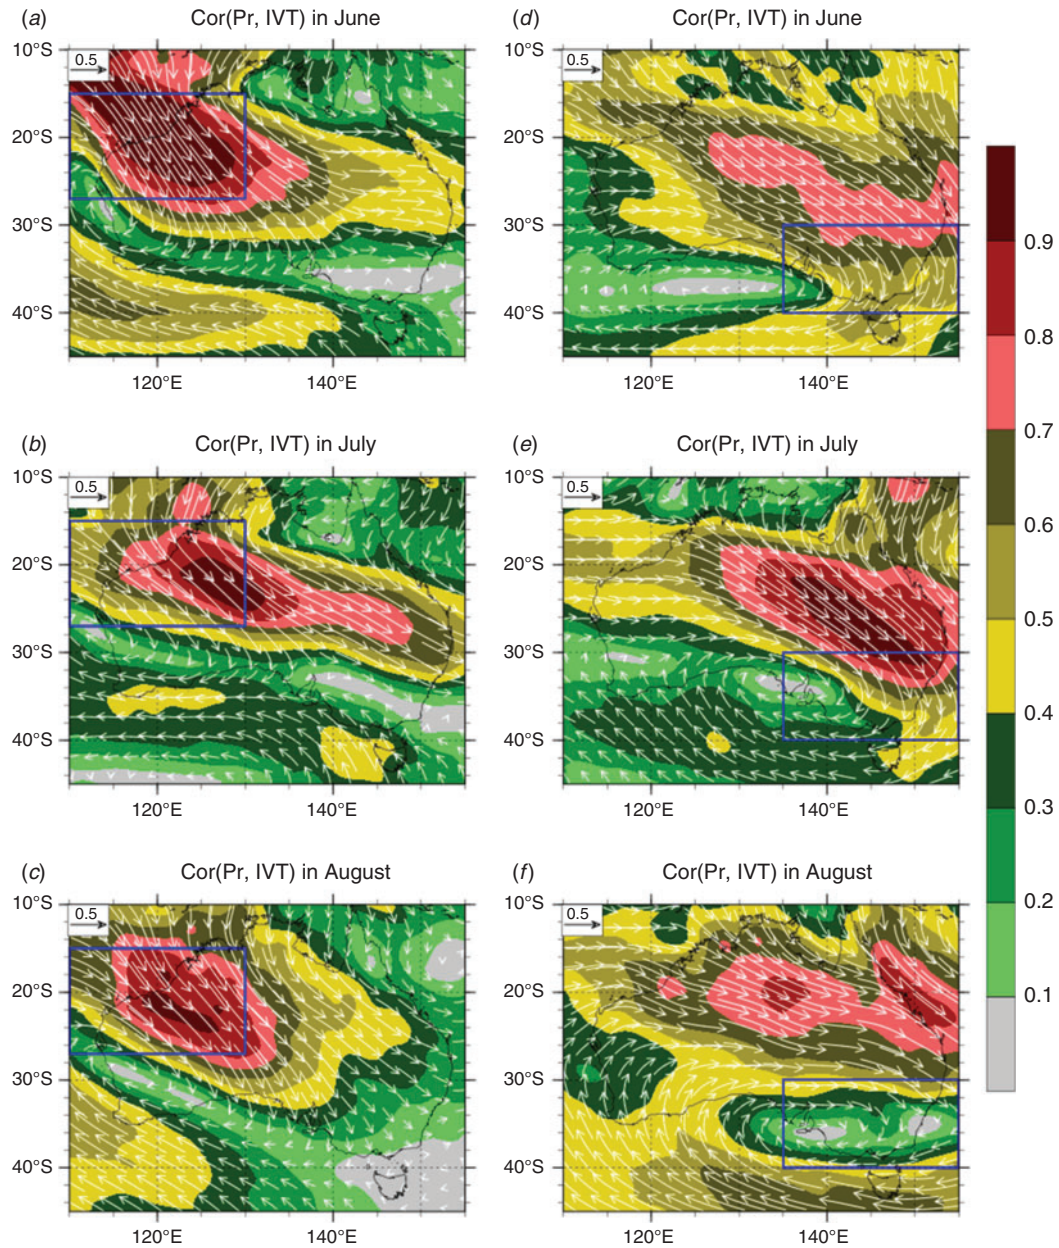 (a) Cor(Pr, IVT) in June
0.5
10°S
20°S
30°S
40°S
120°E 140°E
(d) Cor(Pr, IVT) in June
0.5
10°S
20°S
30°S
40°S
120°E 140°E
(b) Cor(Pr, IVT) in July
0.5
10°S
20°S
30°S
40°S
120°E 140°E
(e) Cor(Pr, IVT) in July
0.5
10°S
20°S
30°S
40°S
120°E 140°E
(c) Cor(Pr, IVT) in August
0.5
10°S
20°S
30°S
40°S
120°E 140°E
(f) Cor(Pr, IVT) in August
0.5
10°S
20°S
30°S
40°S
120°E 140°E
0.9
0.8
0.7
0.6
0.5
0.4
0.3
0.2
0.1